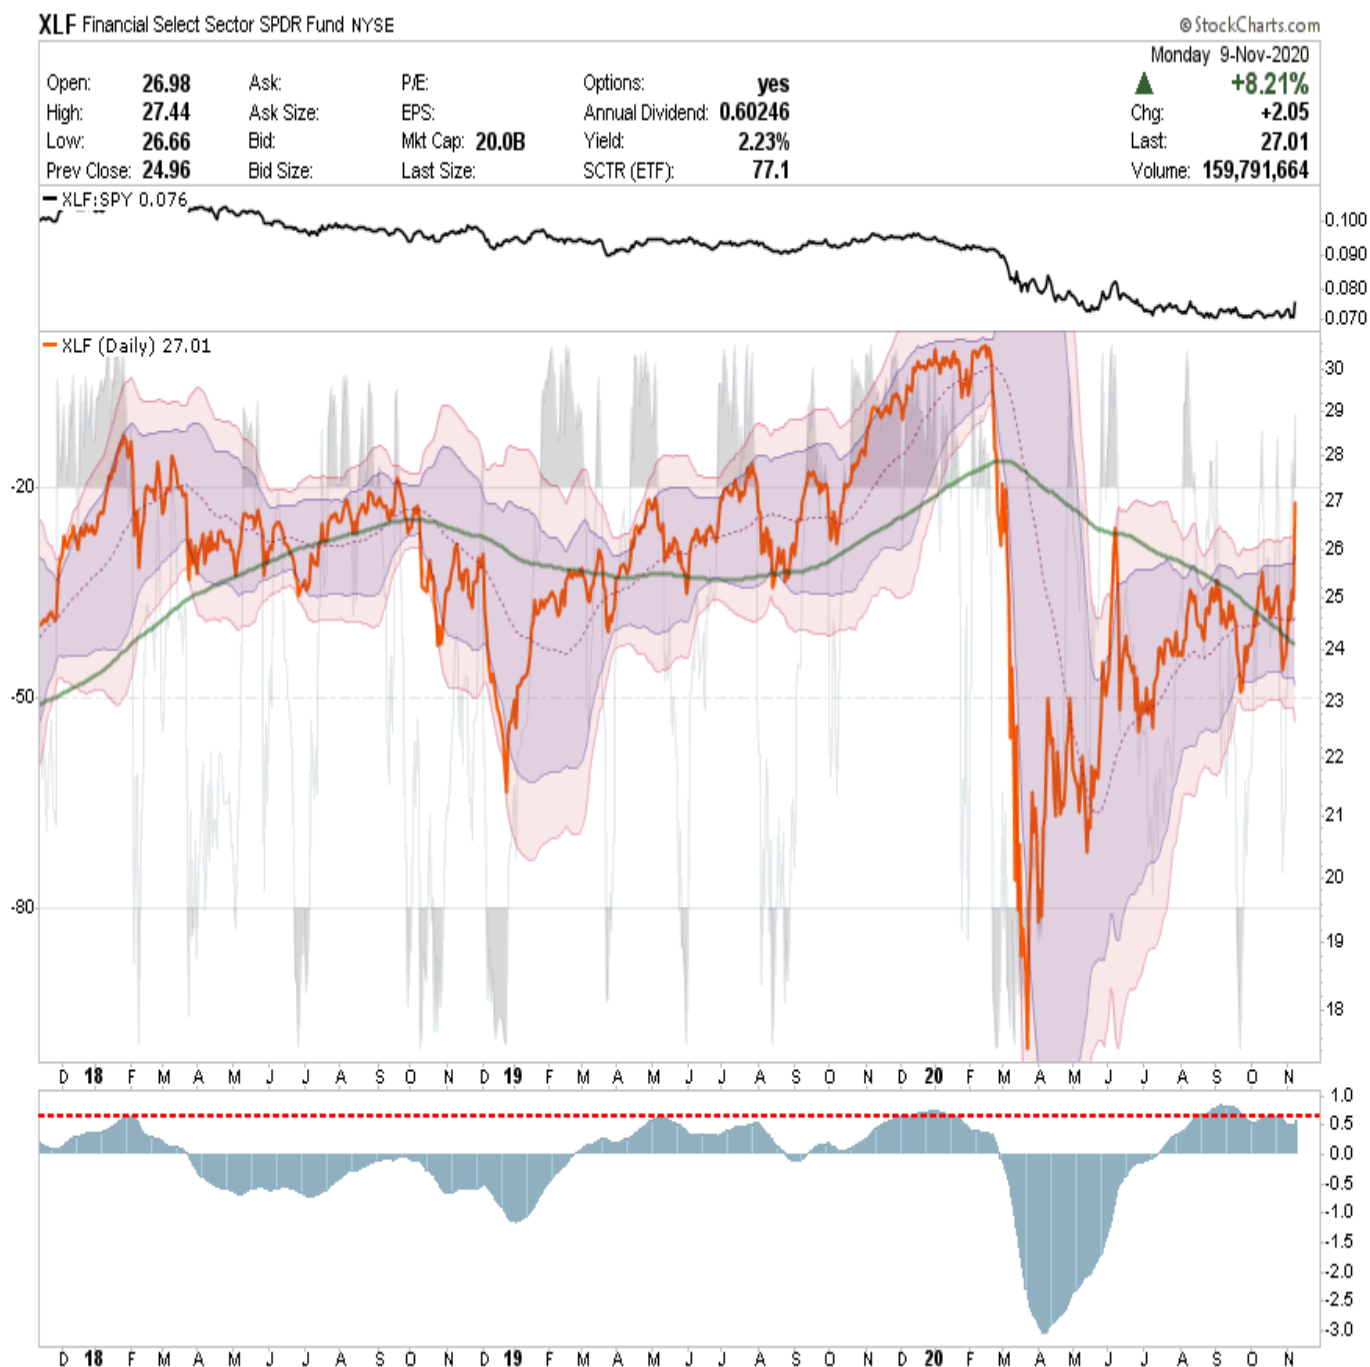 XLF Financial Select Sector SPDR Fund NYSE © StockCharts.com
Monday 9-Nov-2020
Open: 26.98 Ask: P/E: Options: yes ▲ +8.21%
High: 27.44 Ask Size: EPS: Annual Dividend: 0.60246 Chg: +2.05
Low: 26.66 Bid: Mkt Cap: 20.0B Yield: 2.23% Last: 27.01
Prev Close: 24.96 Bid Size: Last Size: SCTR (ETF): 77.1 Volume: 159,791,664
XLF:SPY 0.076
0.100
0.090
0.080
0.070
XLF (Daily) 27.01
30
29
28
-20
27
26
25
24
-50
23
22
21
20
-80
19
18
D 18 F M A M J J A S O N D 19 F M A M J J A S O N D 20 F M A M J J A S O N
1.0
0.5
0.0
-0.5
-1.0
-1.5
-2.0
-2.5
-3.0
D 18 F M A M J J A S O N D 19 F M A M J J A S O N D 20 F M A M J J A S O N